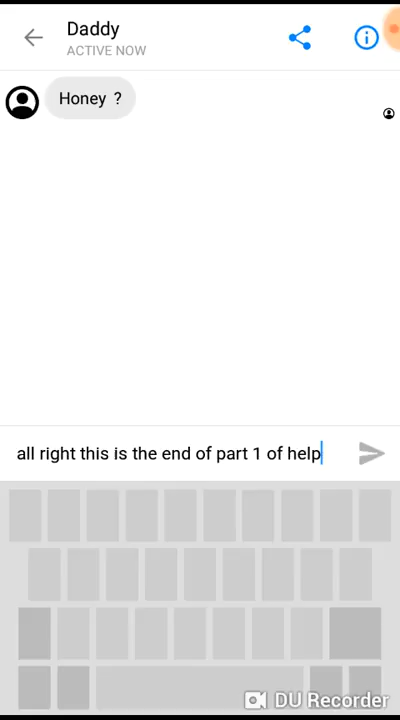 Daddy
ACTIVE NOW
Honey ?
all right this is the end of part 1 of help
DU Recorder